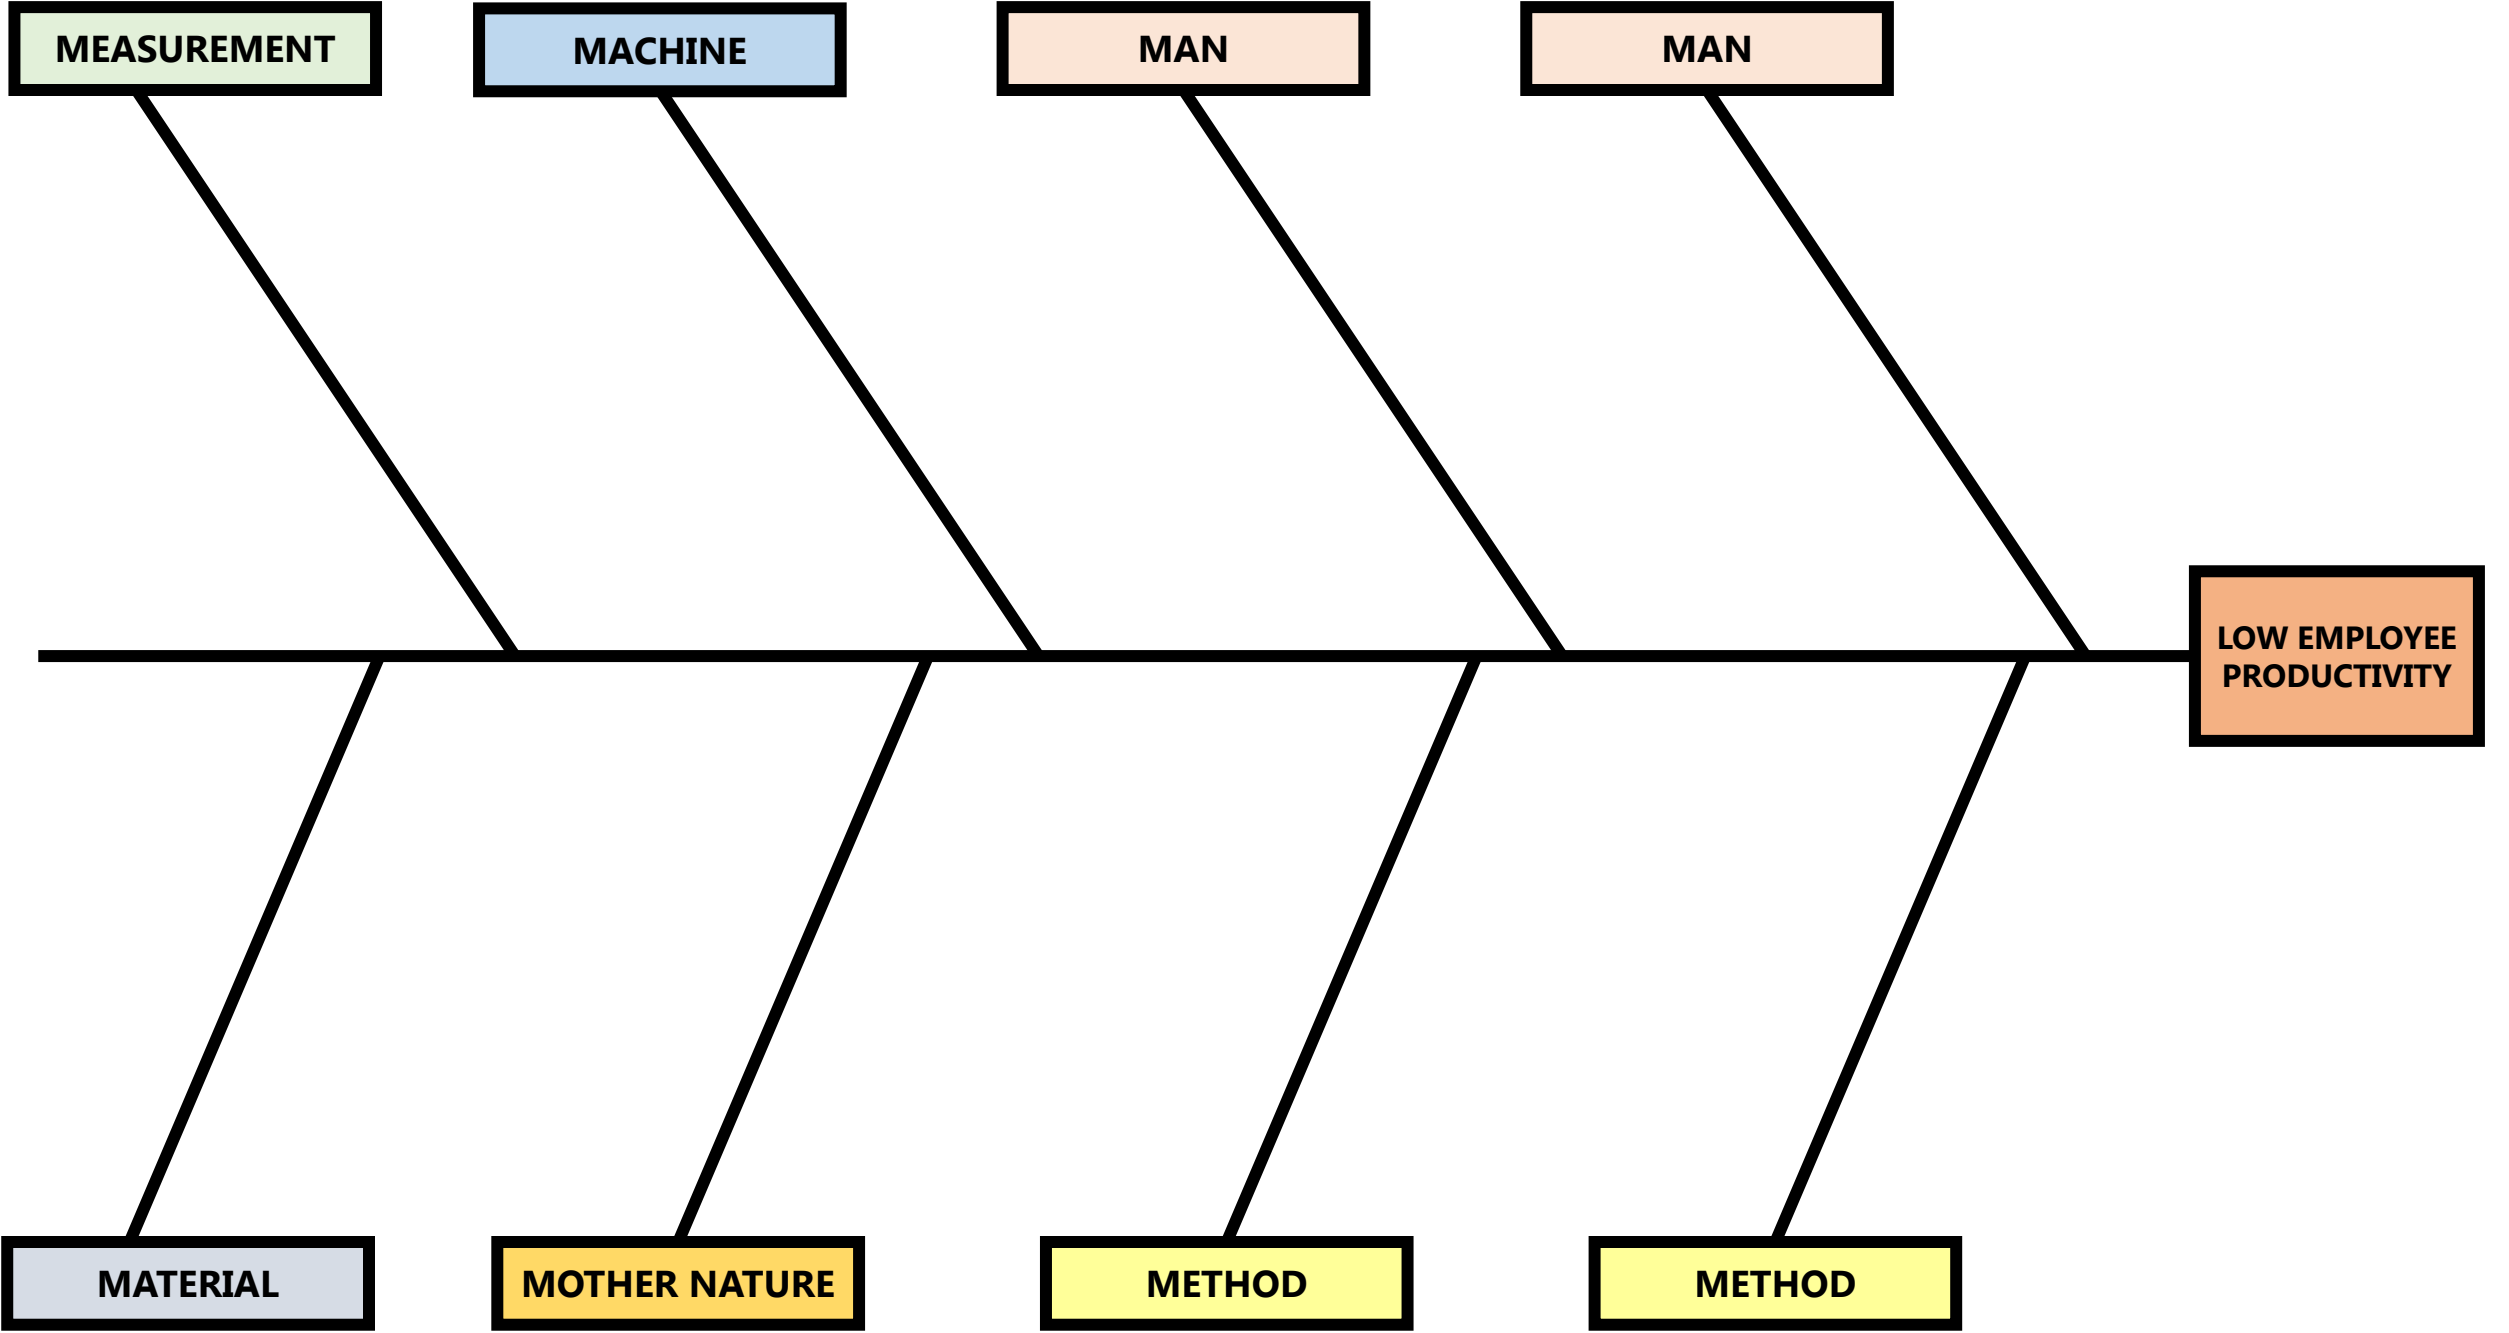 MEASUREMENT
MACHINE
MAN
MAN
LOW EMPLOYEE
PRODUCTIVITY
MATERIAL
MOTHER NATURE
METHOD
METHOD